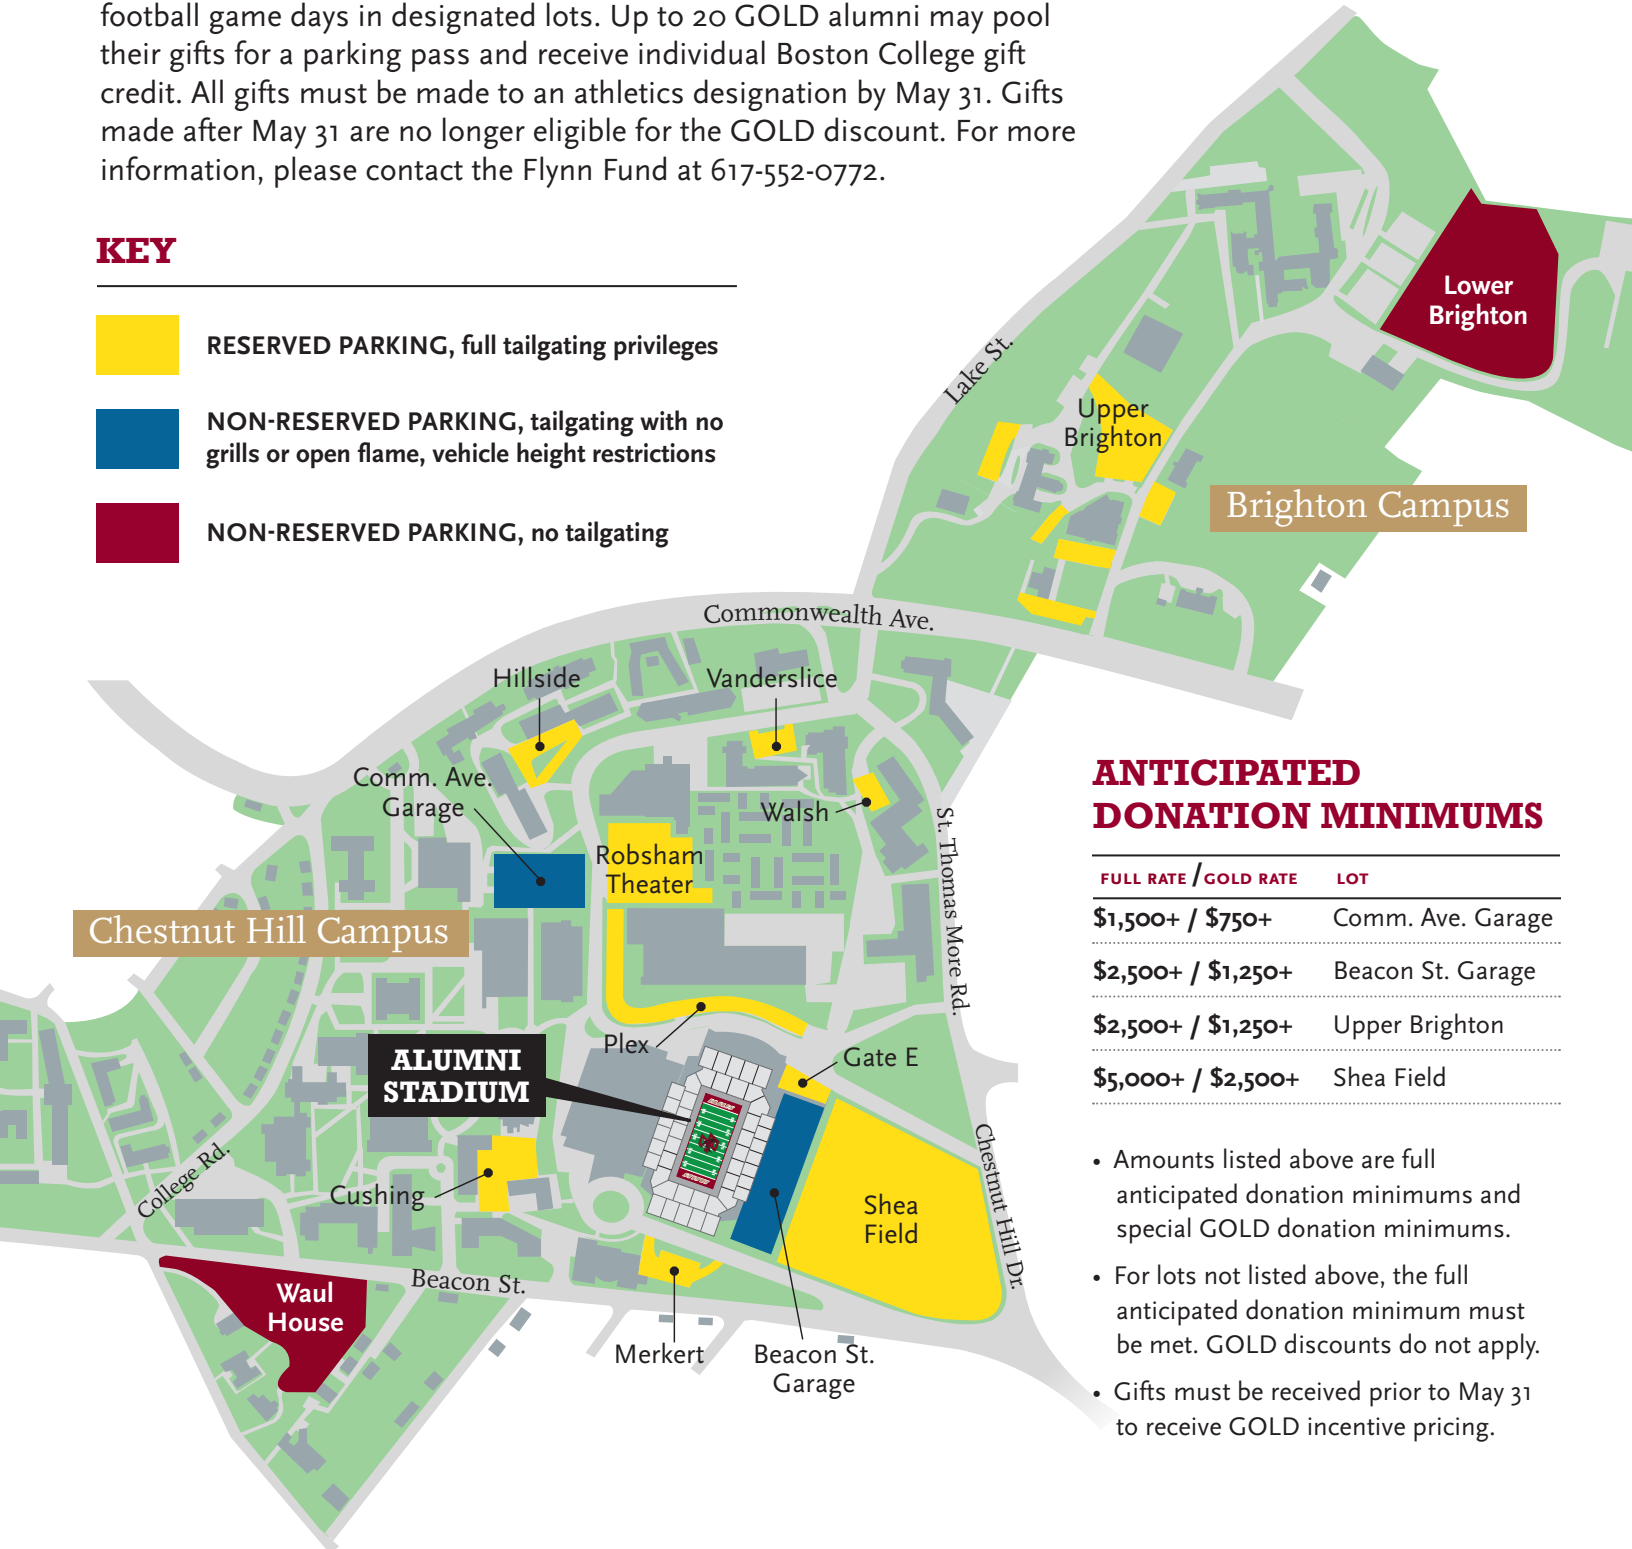 football game days in designated lots. Up to 20 GOLD alumni may pool
their gifts for a parking pass and receive individual Boston College gift
credit. All gifts must be made to an athletics designation by May 31. Gifts
made after May 31 are no longer eligible for the GOLD discount. For more
information, please contact the Flynn Fund at 617-552-0772.
KEY
RESERVED PARKING, full tailgating privileges
NON-RESERVED PARKING, tailgating with no
grills or open flame, vehicle height restrictions
NON-RESERVED PARKING, no tailgating
Lower
Brighton
Lake St.
Upper
Brighton
Brighton Campus
Commonwealth Ave.
Hillside
Vanderslice
Comm. Ave.
Garage
Walsh
Robsham
Theater
St. Thomas More Rd.
Chestnut Hill Campus
Plex
Gate E
ALUMNI
STADIUM
Chestnut Hill Dr.
College Rd.
Cushing
Shea
Field
Beacon St.
Waul
House
Merkert
Beacon St.
Garage
ANTICIPATED
DONATION MINIMUMS
FULL RATE / GOLD RATE LOT
$1,500+ / $750+ Comm. Ave. Garage
$2,500+ / $1,250+ Beacon St. Garage
$2,500+ / $1,250+ Upper Brighton
$5,000+ / $2,500+ Shea Field
• Amounts listed above are full
anticipated donation minimums and
special GOLD donation minimums.
• For lots not listed above, the full
anticipated donation minimum must
be met. GOLD discounts do not apply.
• Gifts must be received prior to May 31
to receive GOLD incentive pricing.